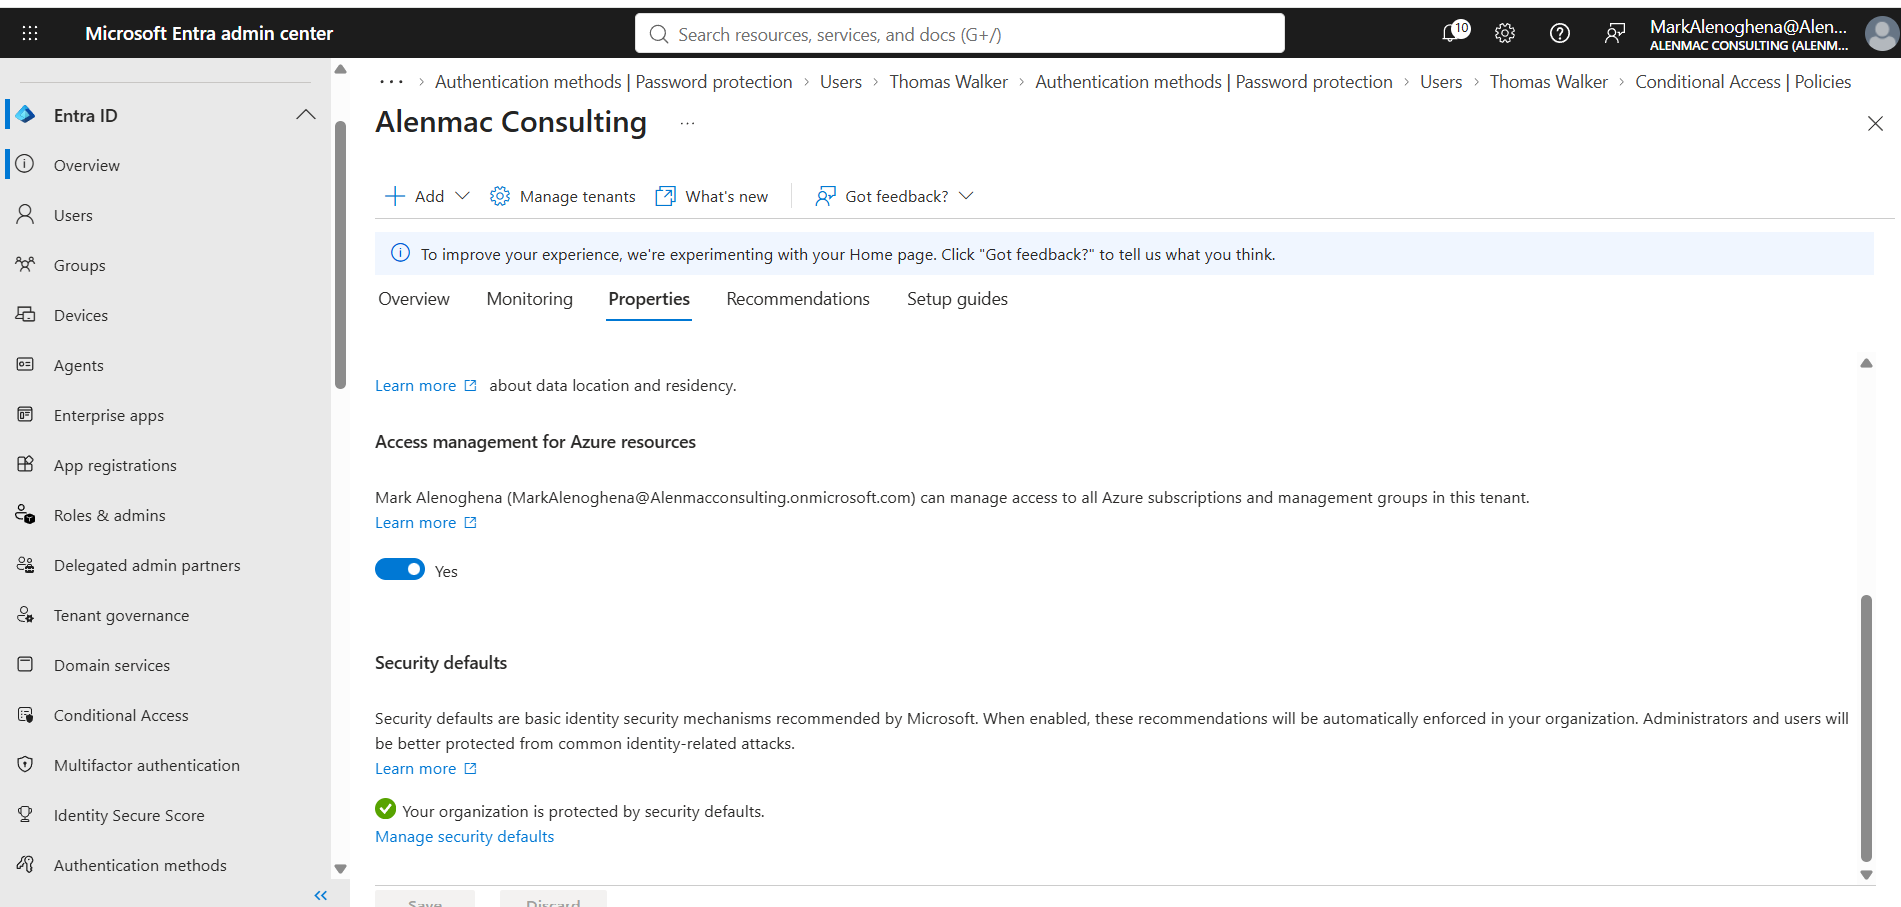 Microsoft Entra admin center
Search resources, services, and docs (G+/)
10
MarkAlenoghena@Alen...
ALENMAC CONSULTING (ALENM...
Entra ID
Overview
Users
Groups
Devices
Agents
Enterprise apps
App registrations
Roles & admins
Delegated admin partners
Tenant governance
Domain services
Conditional Access
Multifactor authentication
Identity Secure Score
Authentication methods
··· > Authentication methods | Password protection > Users > Thomas Walker > Authentication methods | Password protection > Users > Thomas Walker > Conditional Access | Policies
Alenmac Consulting ...
Add Manage tenants What's new Got feedback?
To improve your experience, we're experimenting with your Home page. Click "Got feedback?" to tell us what you think.
Overview Monitoring Properties Recommendations Setup guides
Learn more about data location and residency.
Access management for Azure resources
Mark Alenoghena (MarkAlenoghena@Alenmacconsulting.onmicrosoft.com) can manage access to all Azure subscriptions and management groups in this tenant.
Learn more
Yes
Security defaults
Security defaults are basic identity security mechanisms recommended by Microsoft. When enabled, these recommendations will be automatically enforced in your organization. Administrators and users will
be better protected from common identity-related attacks.
Learn more
Your organization is protected by security defaults.
Manage security defaults
Save Discard